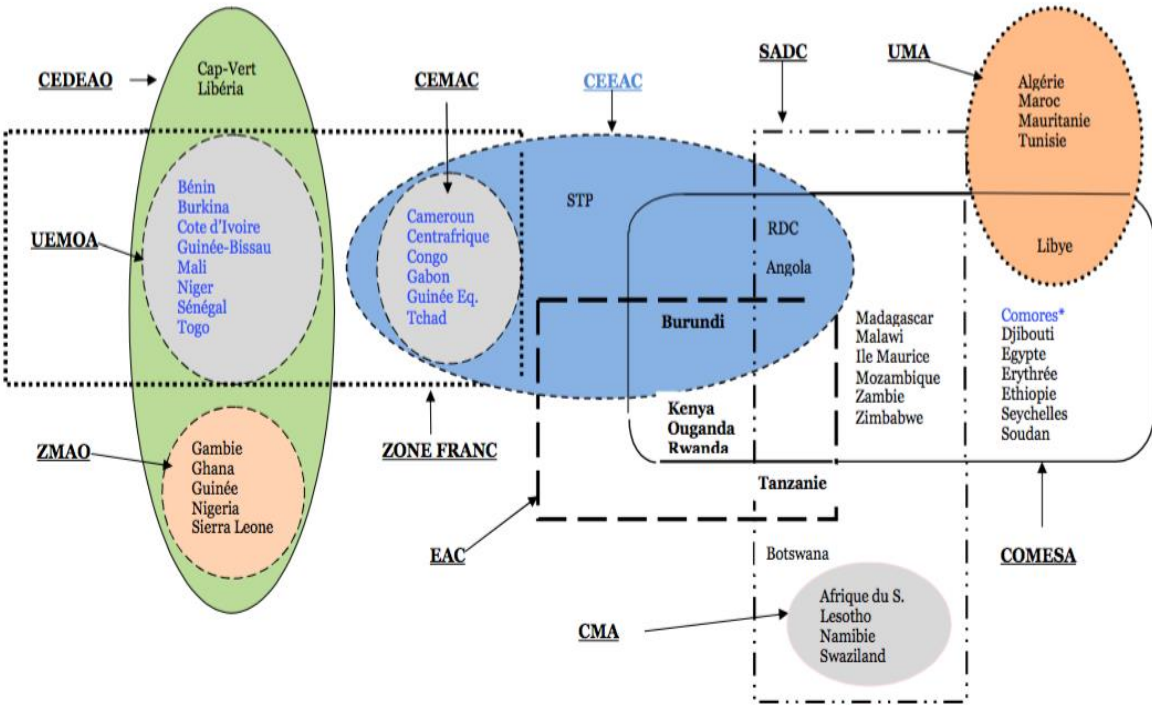 CEDEAO
Cap-Vert
Libéria
CEMAC
CEEAC
SADC
UMA
Algérie
Maroc
Mauritanie
Tunisie
UEMOA
Bénin
Burkina
Cote d'Ivoire
Guinée-Bissau
Mali
Niger
Sénégal
Togo
Cameroun
Centrafrique
Congo
Gabon
Guinée Eq.
Tchad
STP
RDC
Angola
Libye
Burundi
Madagascar
Malawi
Ile Maurice
Mozambique
Zambie
Zimbabwe
Comores*
Djibouti
Egypte
Erythrée
Ethiopie
Seychelles
Soudan
Kenya
Ouganda
Rwanda
ZMAO
Gambie
Ghana
Guinée
Nigeria
Sierra Leone
ZONE FRANC
Tanzanie
EAC
COMESA
Botswana
CMA
Afrique du S.
Lesotho
Namibie
Swaziland